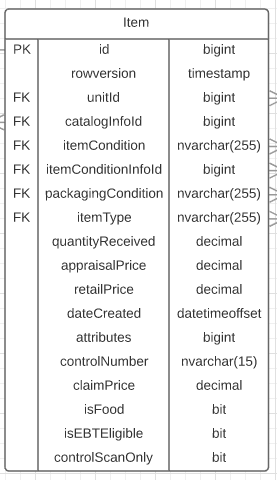 Item
PK id bigint
rowversion timestamp
FK unitId bigint
FK catalogInfoId bigint
FK itemCondition nvarchar(255)
FK itemConditionInfoId bigint
FK packagingCondition nvarchar(255)
FK itemType nvarchar(255)
quantityReceived decimal
appraisalPrice decimal
retailPrice decimal
dateCreated datetimeoffset
attributes bigint
controlNumber nvarchar(15)
claimPrice decimal
isFood bit
isEBTEligible bit
controlScanOnly bit